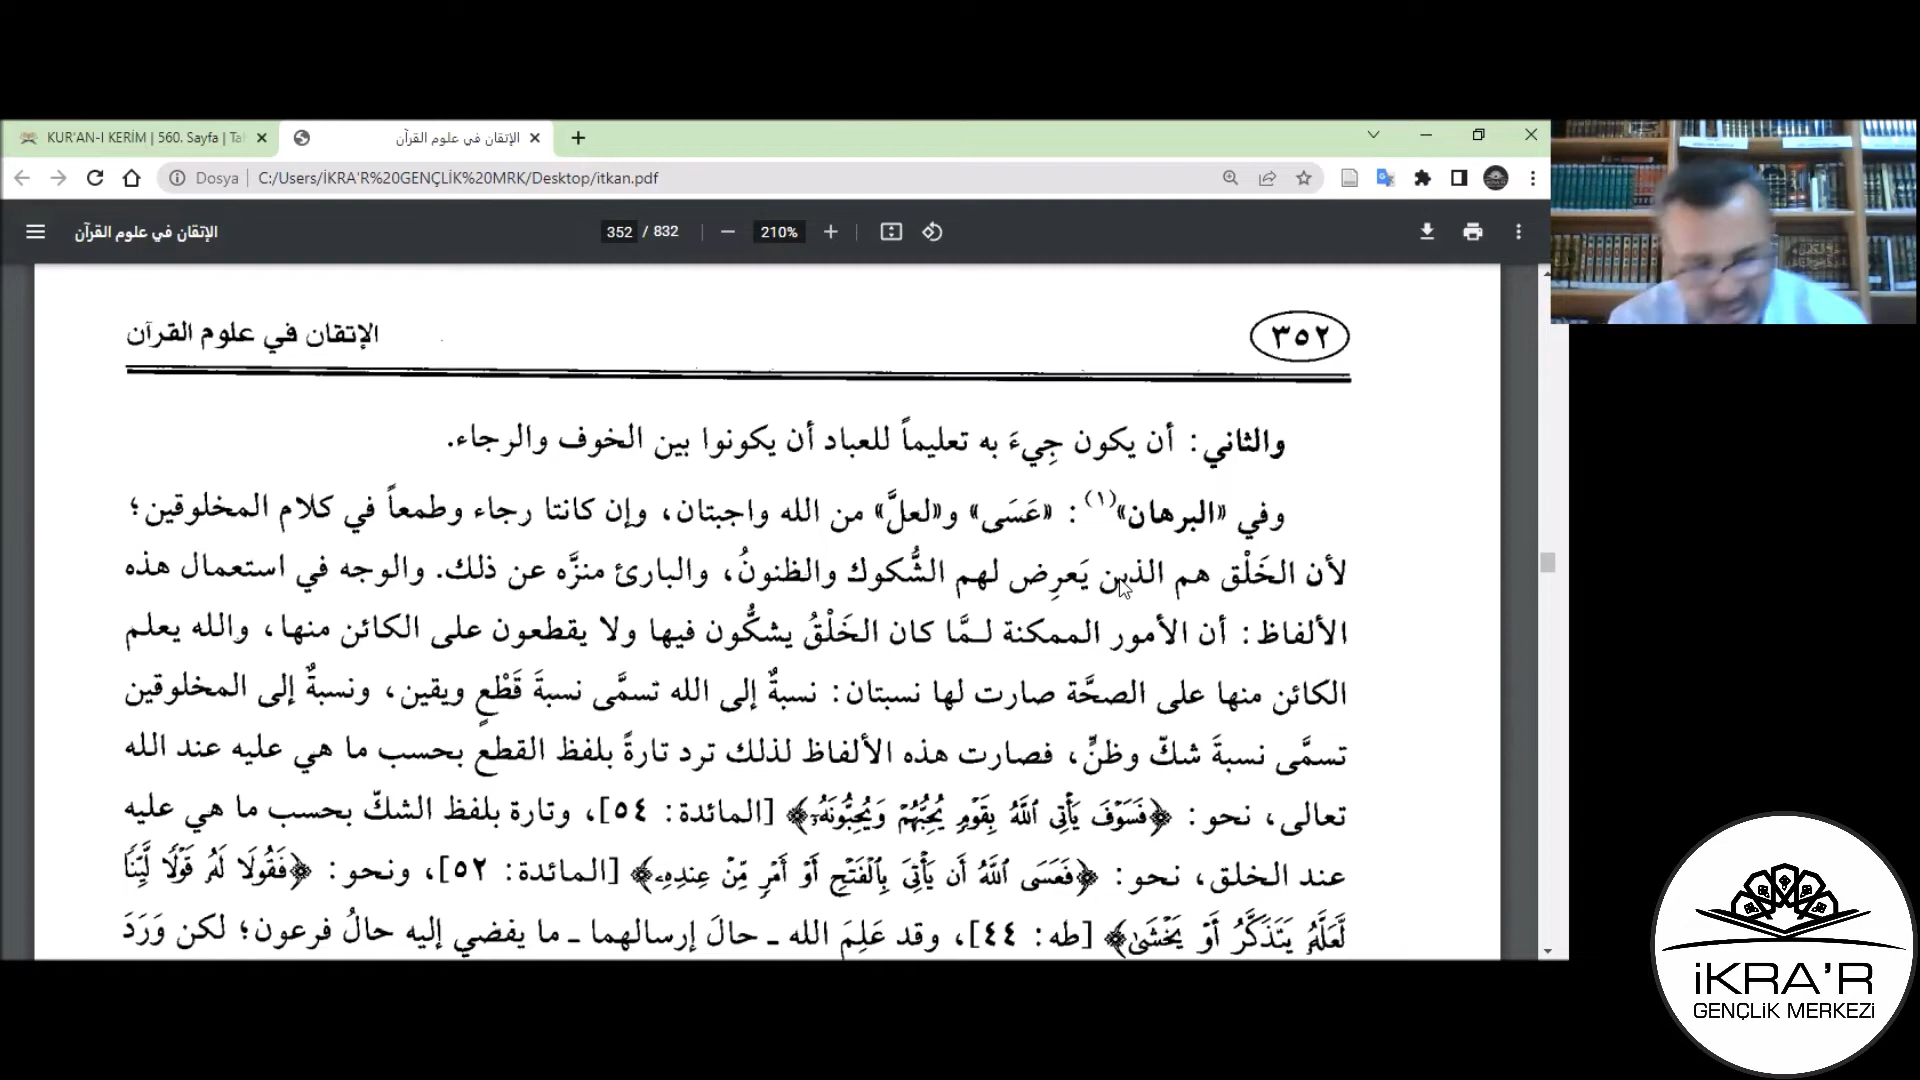 KUR'AN-I KERİM | 560. Sayfa | Ta
الإتقان في علوم القرآن
Dosya
C:/Users/İKRA'R%20GENÇLİK%20MRK/Desktop/itkan.pdf
الإتقان في علوم القرآن
352 / 832
210%
٣٥٢
الإتقان في علوم القرآن
والثاني: أن يكون جِيءَ به تعليماً للعباد أن يكونوا بين الخوف والرجاء.
وفي «البرهان»(١): «عَسَى» و«لعلَّ» من الله واجبتان، وإن كانتا رجاء وطمعاً في كلام المخلوقين؛
لأن الخَلْق هم الذين يَعرِض لهم الشُّكوك والظنونُ، والبارئ منزَّه عن ذلك. والوجه في استعمال هذه
الألفاظ: أن الأمور الممكنة لـمَّا كان الخَلْقُ يشكُّون فيها ولا يقطعون على الكائن منها، والله يعلم
الكائن منها على الصحَّة صارت لها نسبتان: نسبةٌ إلى الله تسمَّى نسبةَ قَطْعٍ ويقين، ونسبةٌ إلى المخلوقين
تسمَّى نسبةَ شكّ وظنٍّ، فصارت هذه الألفاظ لذلك ترد تارةً بلفظ القطع بحسب ما هي عليه عند الله
تعالى، نحو: ﴿فَسَوْفَ يَأْتِى ٱللَّهُ بِقَوْمٍ يُحِبُّهُمْ وَيُحِبُّونَهُۥ﴾ [المائدة: ٥٤]، وتارة بلفظ الشكّ بحسب ما هي عليه
عند الخلق، نحو: ﴿فَعَسَى ٱللَّهُ أَن يَأْتِىَ بِٱلْفَتْحِ أَوْ أَمْرٍ مِّنْ عِندِهِۦ﴾ [المائدة: ٥٢]، ونحو: ﴿فَقُولَا لَهُۥ قَوْلًا لَّيِّنًا
لَّعَلَّهُۥ يَتَذَكَّرُ أَوْ يَخْشَىٰ﴾ [طه: ٤٤]، وقد عَلِمَ الله ـ حالَ إرسالهما ـ ما يفضي إليه حالُ فرعون؛ لكن وَرَدَ
iKRA'R
GENÇLiK MERKEZi